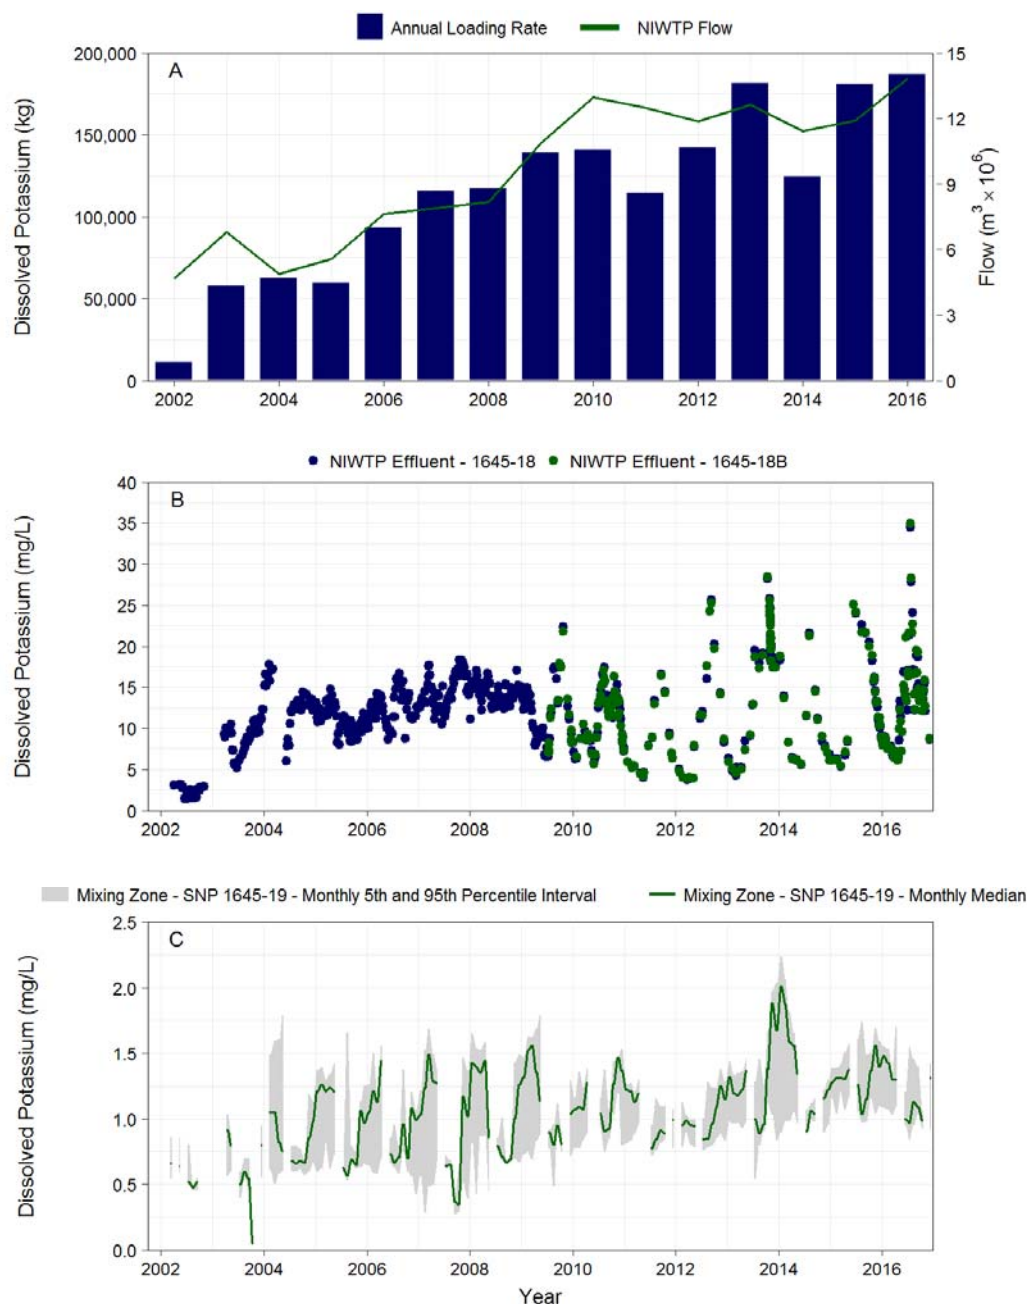 Annual Loading Rate NIWTP Flow
A
200,000
150,000
100,000
50,000
0
Dissolved Potassium (kg)
15
12
9
6
3
0
Flow (m³ × 10⁶)
2002 2004 2006 2008 2010 2012 2014 2016
NIWTP Effluent - 1645-18 NIWTP Effluent - 1645-18B
B
40
35
30
25
20
15
10
5
0
Dissolved Potassium (mg/L)
2002 2004 2006 2008 2010 2012 2014 2016
Mixing Zone - SNP 1645-19 - Monthly 5th and 95th Percentile Interval Mixing Zone - SNP 1645-19 - Monthly Median
C
2.5
2.0
1.5
1.0
0.5
0.0
Dissolved Potassium (mg/L)
2002 2004 2006 2008 2010 2012 2014 2016
Year